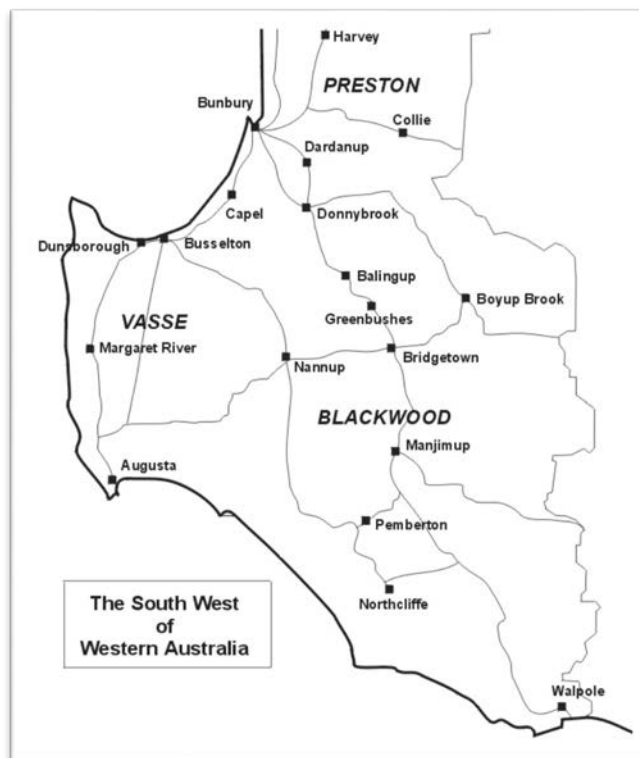 Harvey
PRESTON
Bunbury
Collie
Dardanup
Capel
Donnybrook
Dunsborough
Busselton
Balingup
Boyup Brook
Greenbushes
VASSE
Margaret River
Nannup
Bridgetown
BLACKWOOD
Manjimup
Augusta
Pemberton
Northcliffe
The South West
of
Western Australia
Walpole